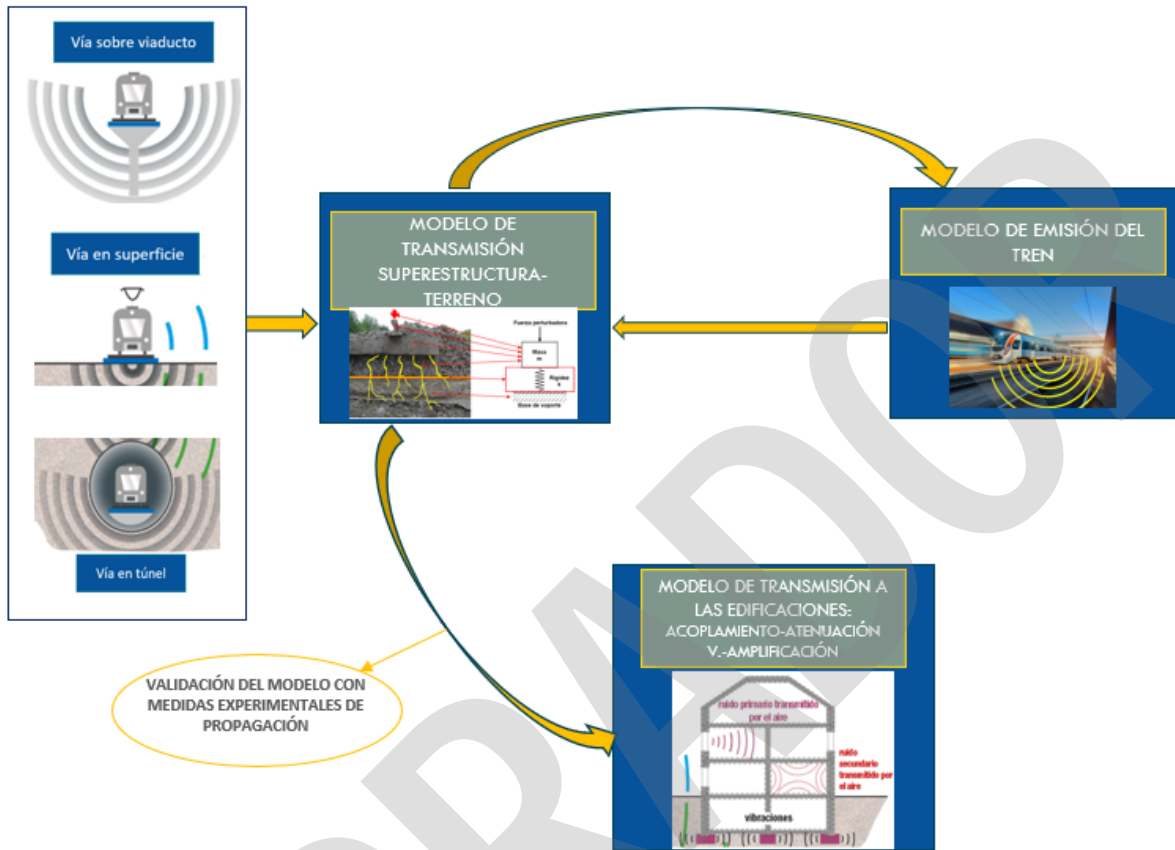 Vía sobre viaducto
Vía en superficie
Vía en túnel
MODELO DE
TRANSMISIÓN
SUPERESTRUCTURA-
TERRENO
Fuerza perturbadora
Masa
m
Rigidez
k
Base de soporte
MODELO DE EMISIÓN DEL
TREN
VALIDACIÓN DEL MODELO CON
MEDIDAS EXPERIMENTALES DE
PROPAGACIÓN
MODELO DE TRANSMISIÓN A
LAS EDIFICACIONES:
ACOPLAMIENTO-ATENUACIÓN
V.-AMPLIFICACIÓN
ruido primario transmitido
por el aire
ruido
secundario
transmitido por
el aire
vibraciones
RRADOR